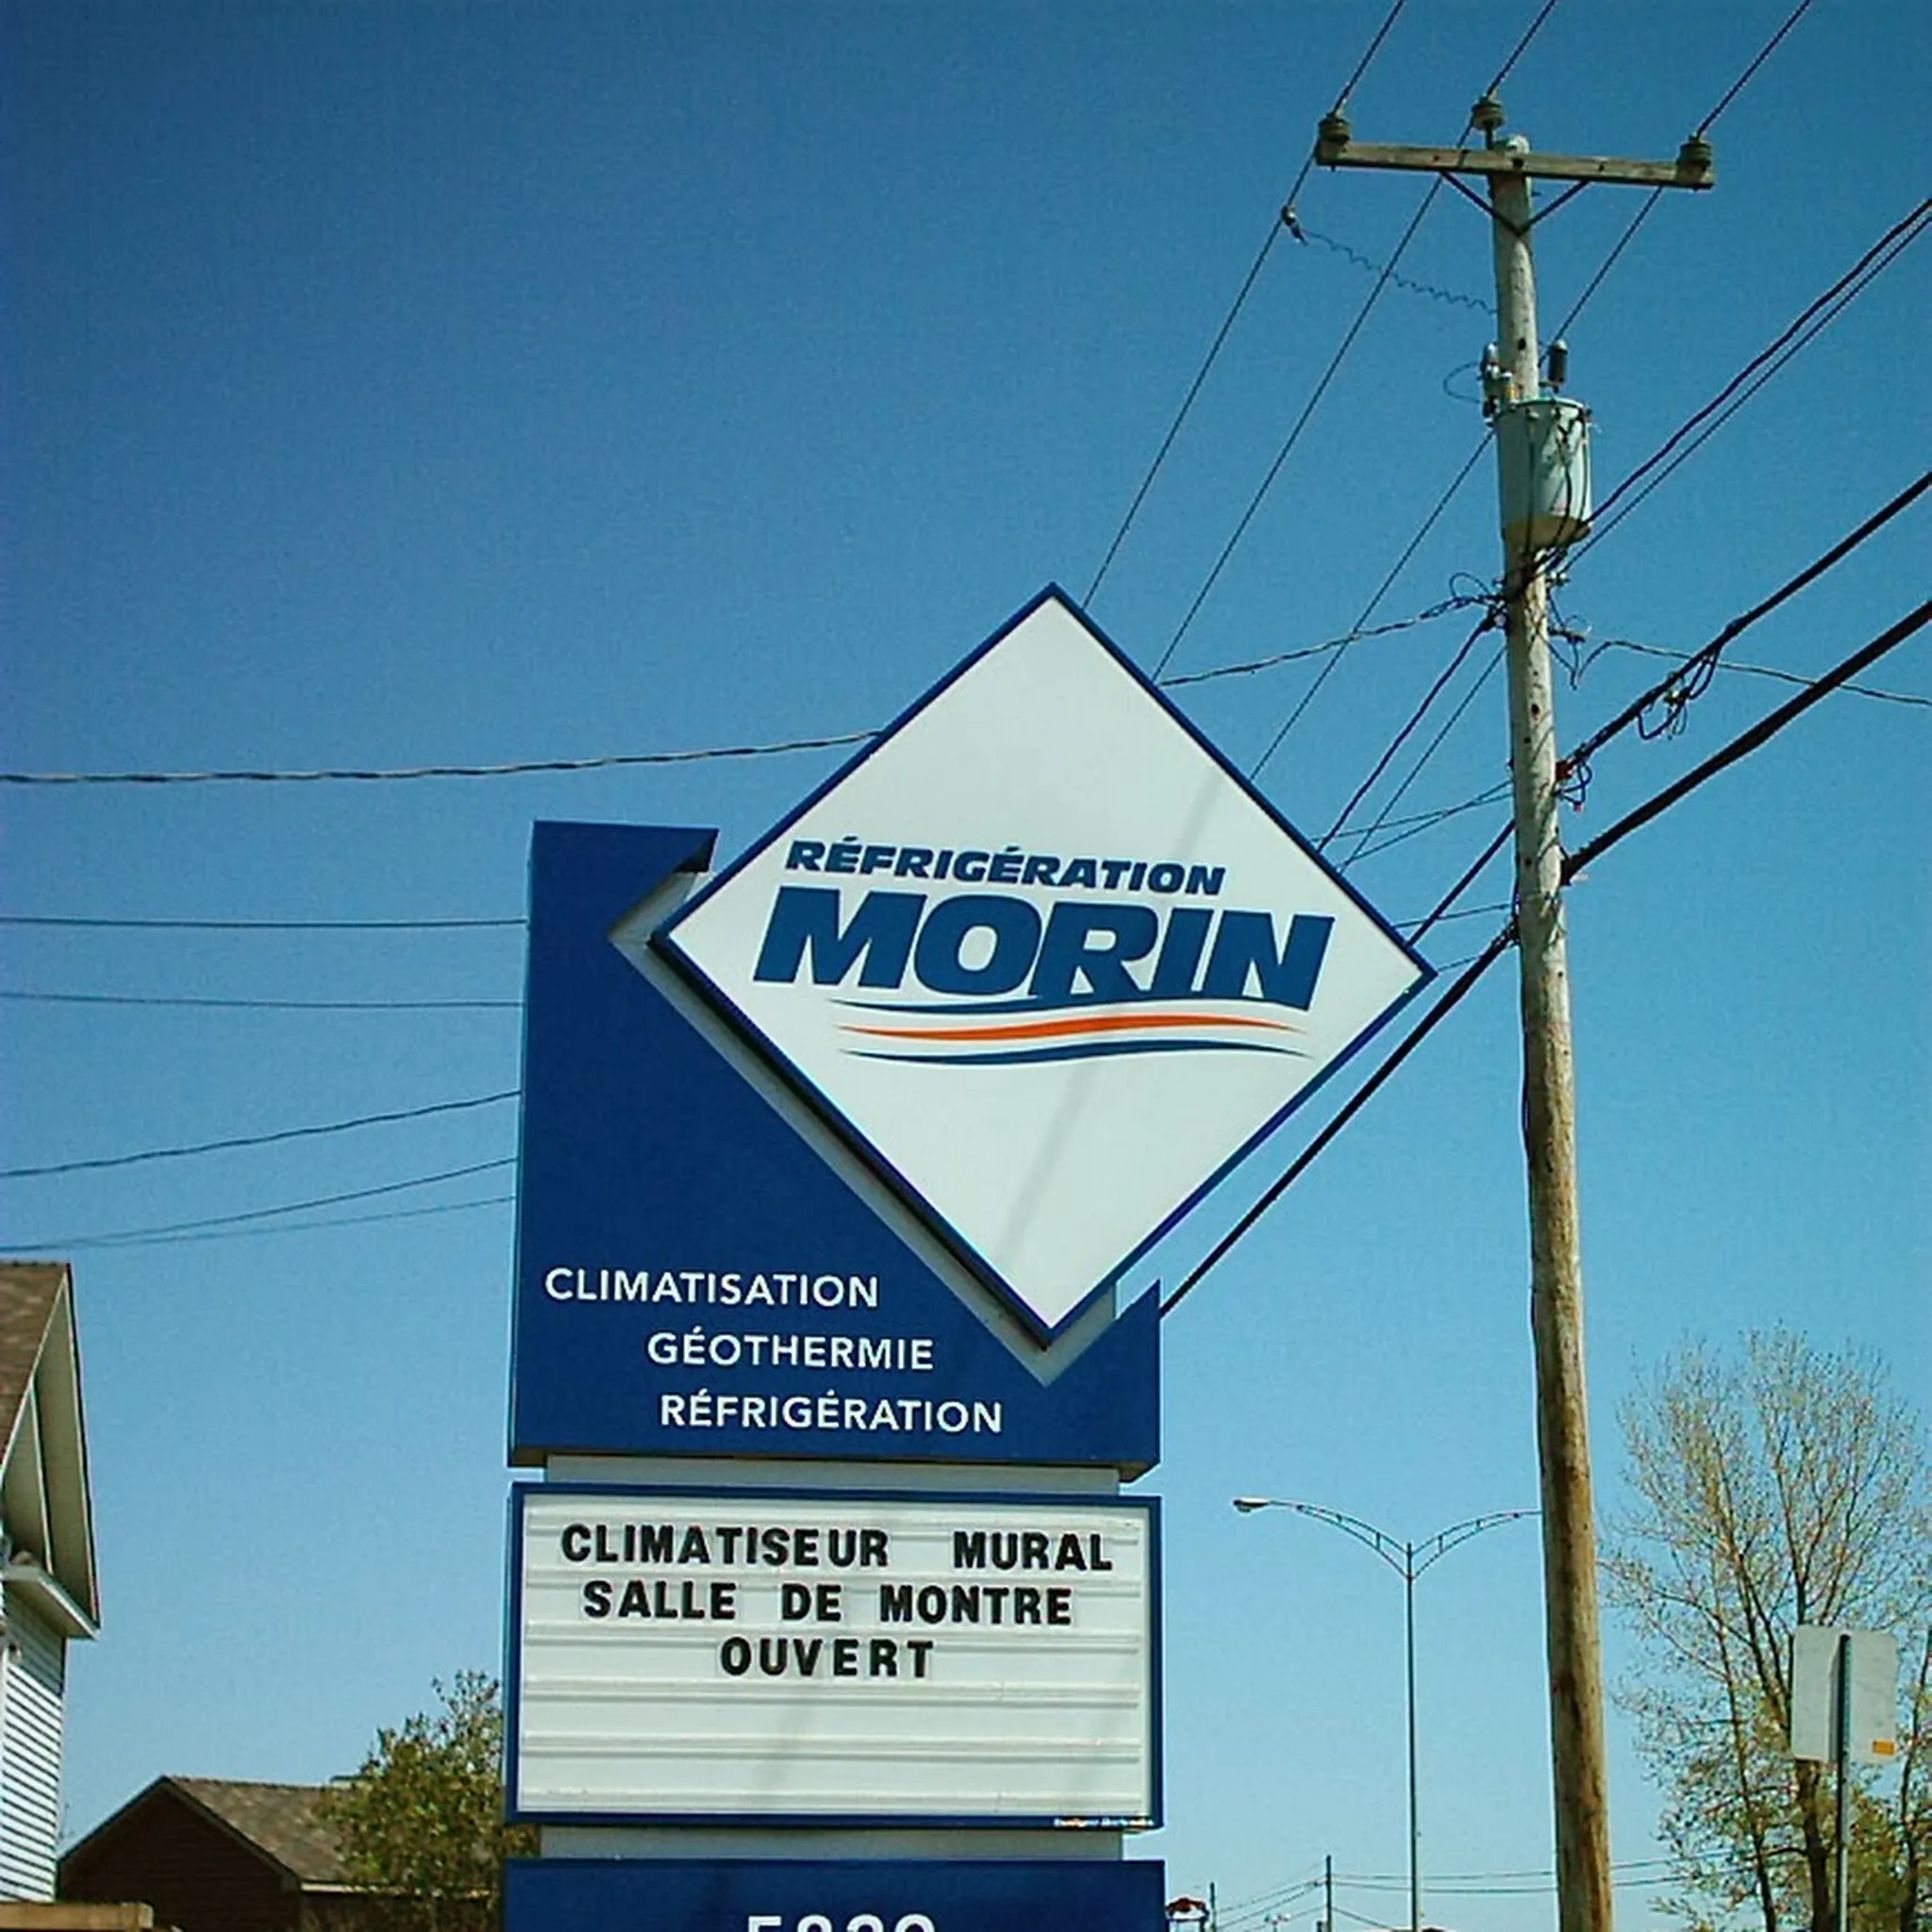 RÉFRIGÉRATION
MORIN
CLIMATISATION
GÉOTHERMIE
RÉFRIGÉRATION
CLIMATISEUR MURAL
SALLE DE MONTRE
OUVERT